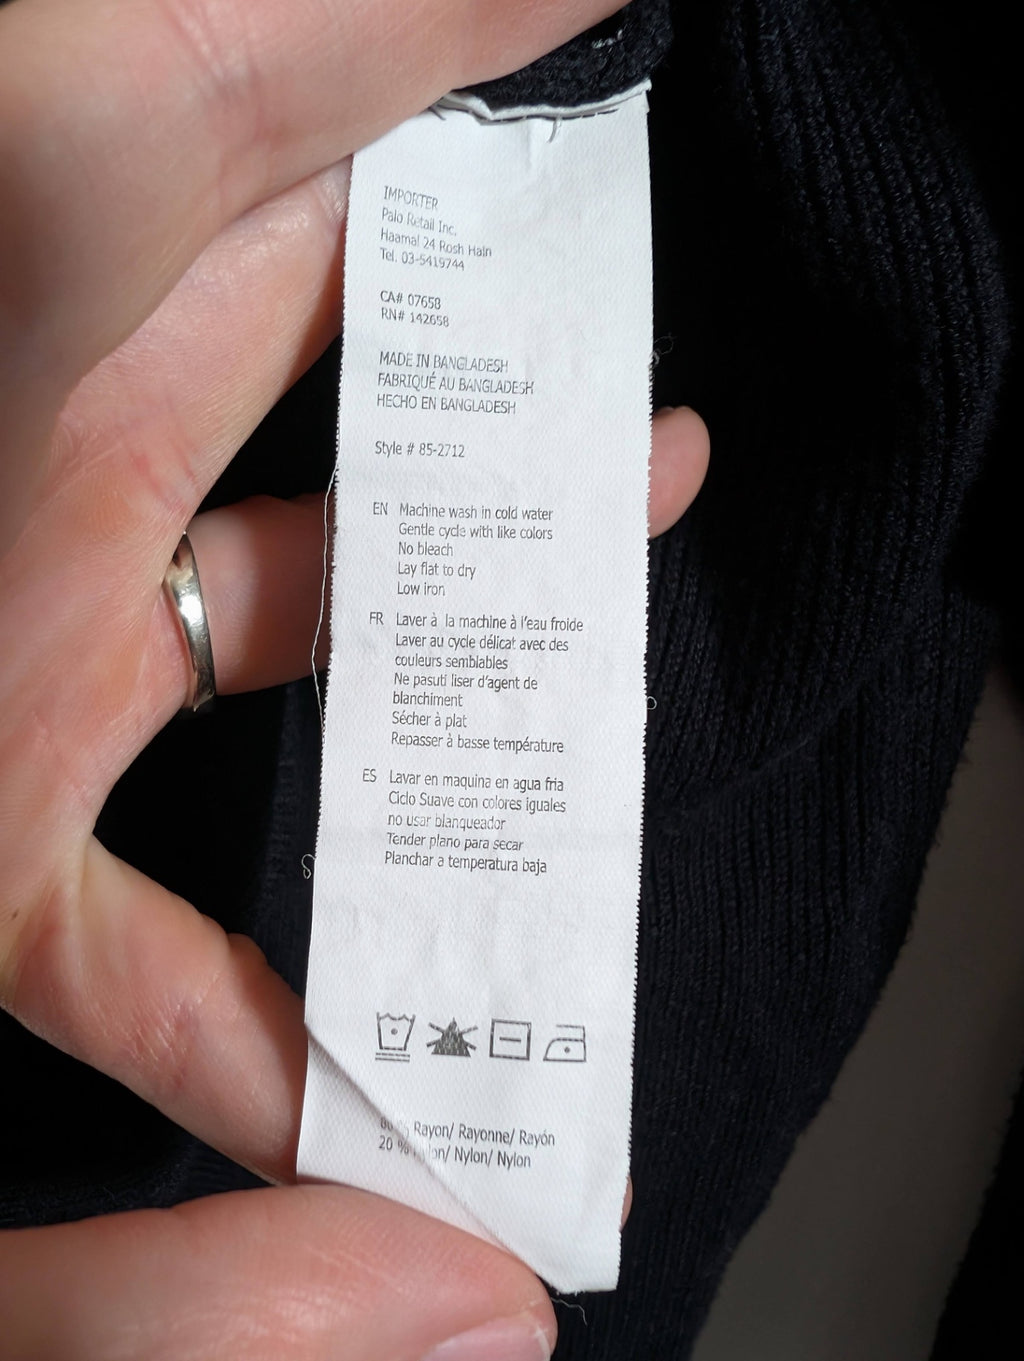 IMPORTER
Palo Retail Inc.
Haamal 24 Rosh Hain
Tel. 03-5419744
CA# 07658
RN# 142658
MADE IN BANGLADESH
FABRIQUÉ AU BANGLADESH
HECHO EN BANGLADESH
Style # 85-2712
EN Machine wash in cold water
Gentle cycle with like colors
No bleach
Lay flat to dry
Low iron
FR Laver à la machine à l'eau froide
Laver au cycle délicat avec des
couleurs semblables
Ne pasuti liser d'agent de
blanchiment
Sécher à plat
Repasser à basse température
ES Lavar en maquina en agua fria
Ciclo Suave con colores iguales
no usar blanqueador
Tender plano para secar
Planchar a temperatura baja
Rayon/ Rayonne/ Rayón
20 % Nylon/ Nylon